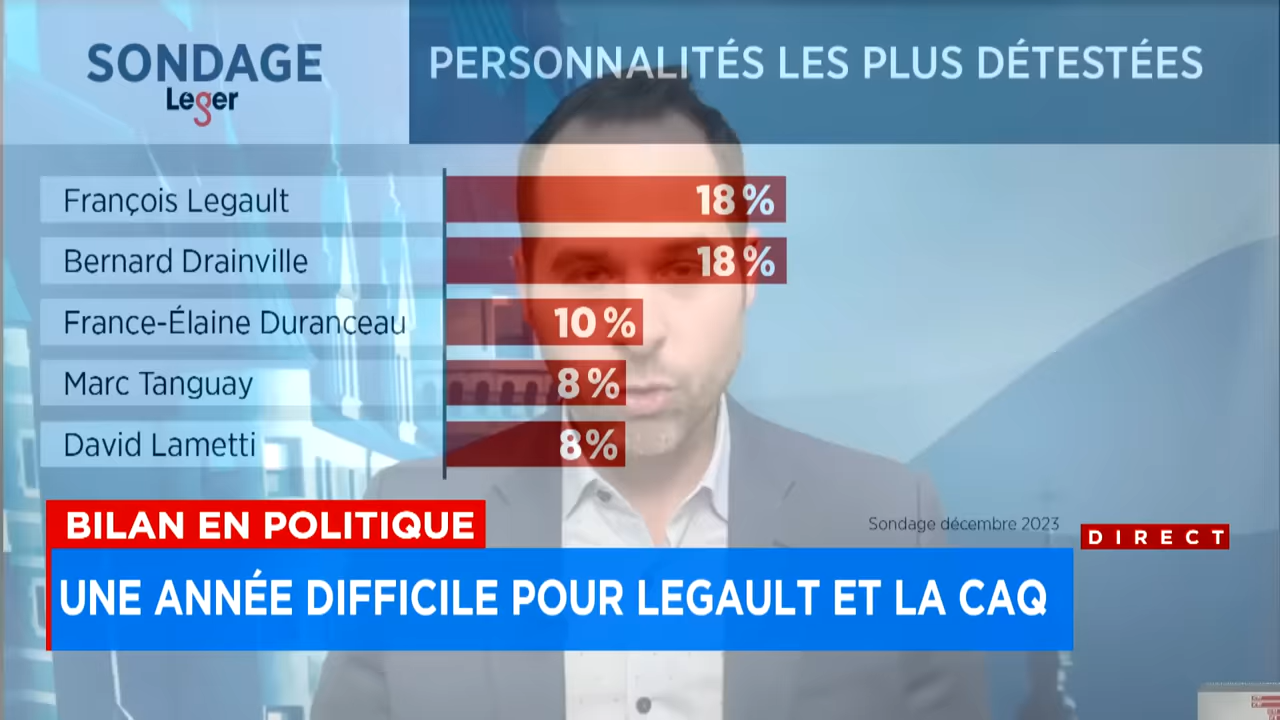 SONDAGE
Leger
PERSONNALITÉS LES PLUS DÉTESTÉES
François Legault 18 %
Bernard Drainville 18 %
France-Élaine Duranceau 10 %
Marc Tanguay 8 %
David Lametti 8%
BILAN EN POLITIQUE
Sondage décembre 2023
DIRECT
UNE ANNÉE DIFFICILE POUR LEGAULT ET LA CAQ